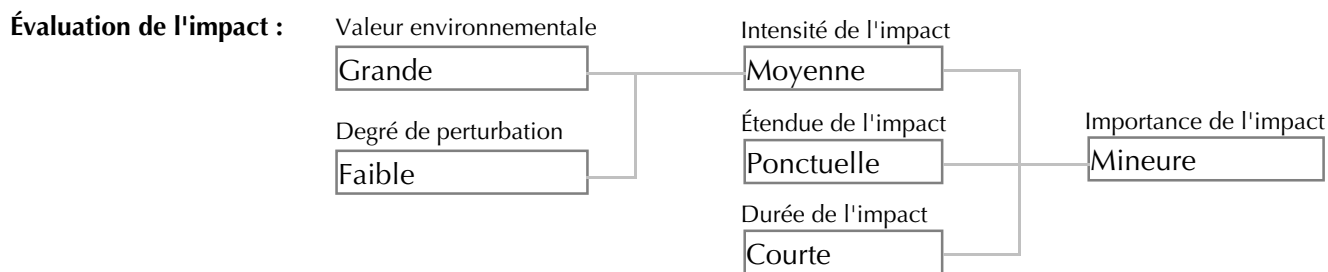 Évaluation de l'impact :
Valeur environnementale
Grande
Degré de perturbation
Faible
Intensité de l'impact
Moyenne
Étendue de l'impact
Ponctuelle
Durée de l'impact
Courte
Importance de l'impact
Mineure